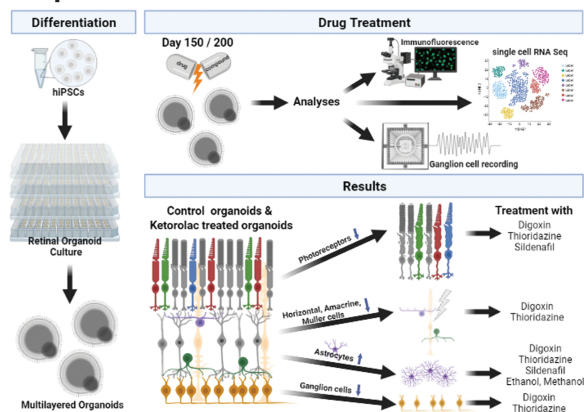 Differentiation
hiPSCs
Retinal Organoid
Culture
Multilayered Organoids
Drug Treatment
Day 150 / 200
drug
compound
Analyses
Immunofluorescence
single cell RNA Seq
Ganglion cell recording
Results
Control organoids &
Ketorolac treated organoids
Photoreceptors
Horizontal, Amacrine,
Muller cells
Astrocytes
Ganglion cells
Treatment with
Digoxin
Thioridazine
Sildenafil
Digoxin
Thioridazine
Digoxin
Thioridazine
Sildenafil
Ethanol, Methanol
Digoxin
Thioridazine